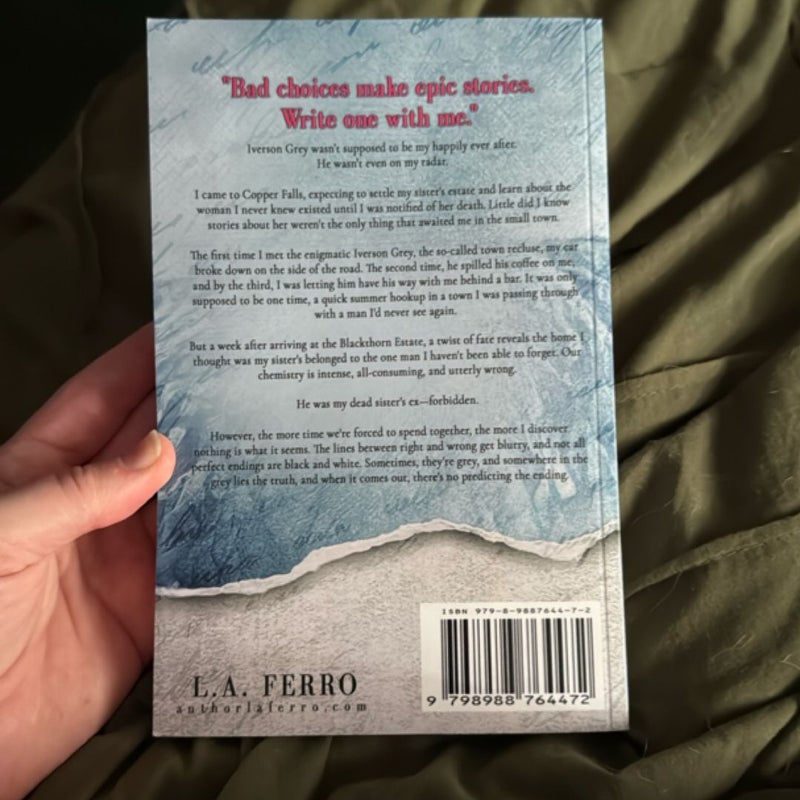 "Bad choices make epic stories.
Write one with me."
Iverson Grey wasn't supposed to be my happily ever after.
He wasn't even on my radar.
I came to Copper Falls, expecting to settle my sister's estate and learn about the
woman I never knew existed until I was notified of her death. Little did I know
stories about her weren't the only thing that awaited me in the small town.
The first time I met the enigmatic Iverson Grey, the so-called town recluse, my car
broke down on the side of the road. The second time, he spilled his coffee on me,
and by the third, I was letting him have his way with me behind a bar. It was only
supposed to be one time, a quick summer hookup in a town I was passing through
with a man I'd never see again.
But a week after arriving at the Blackthorn Estate, a twist of fate reveals the home I
thought was my sister's belonged to the one man I haven't been able to forget. Our
chemistry is intense, all-consuming, and utterly wrong.
He was my dead sister's ex—forbidden.
However, the more time we're forced to spend together, the more I discover
nothing is what it seems. The lines between right and wrong get blurry, and not all
perfect endings are black and white. Sometimes, they're grey, and somewhere in the
grey lies the truth, and when it comes out, there's no predicting the ending.
ISBN 979-8-9887644-7-2
9 798988 764472
L.A. FERRO
authorlaferro.com